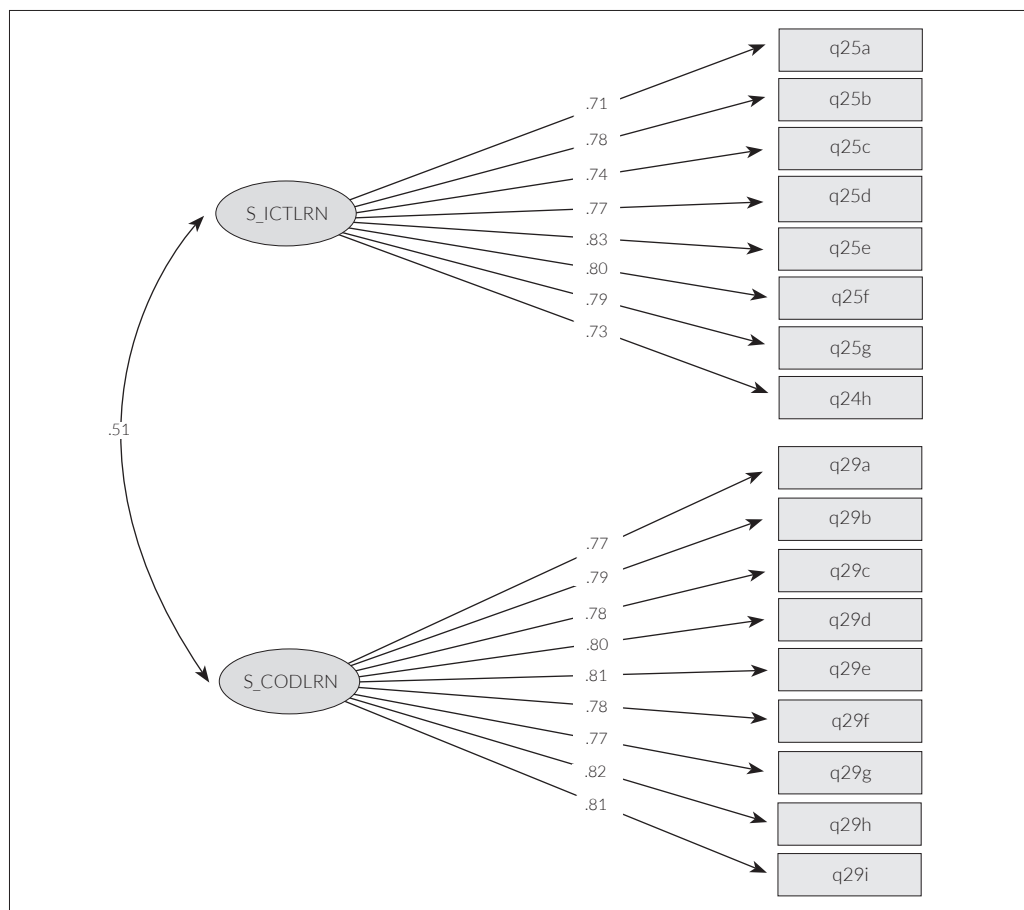 q25a
.71
q25b
.78
q25c
.74
q25d
.77
S_ICTLRN
q25e
.83
q25f
.80
q25g
.79
q24h
.73
.51
q29a
.77
q29b
.79
q29c
.78
q29d
.80
q29e
.81
S_CODLRN
q29f
.78
q29g
.77
q29h
.82
q29i
.81